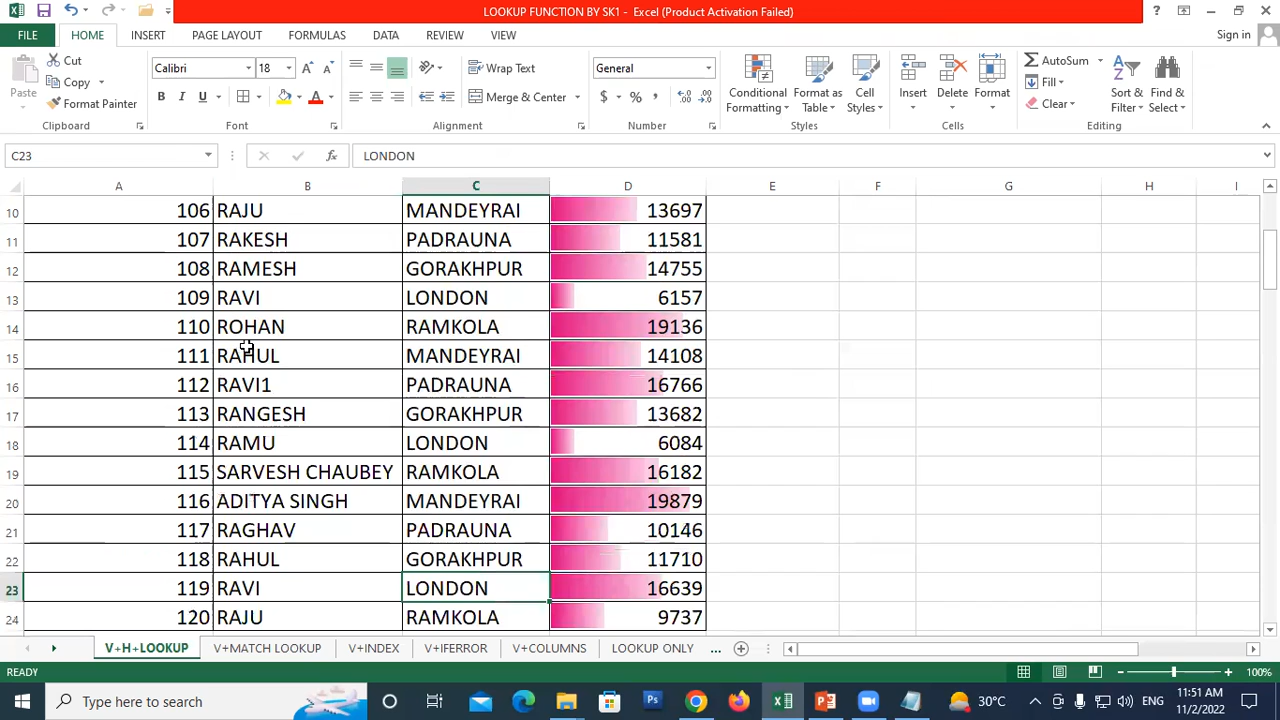 LOOKUP FUNCTION BY SK1 - Excel (Product Activation Failed)
FILE HOME INSERT PAGE LAYOUT FORMULAS DATA REVIEW VIEW Sign in
Paste Cut Copy Format Painter Clipboard
Calibri 18 B I U A Font
Wrap Text Merge & Center Alignment
General $ % , Number
Conditional Formatting Format as Table Cell Styles Styles
Insert Delete Format Cells
AutoSum Fill Clear Sort & Filter Find & Select Editing
C23 fx LONDON
A B C D E F G H I
10 106 RAJU MANDEYRAI 13697
11 107 RAKESH PADRAUNA 11581
12 108 RAMESH GORAKHPUR 14755
13 109 RAVI LONDON 6157
14 110 ROHAN RAMKOLA 19136
15 111 RAHUL MANDEYRAI 14108
16 112 RAVI1 PADRAUNA 16766
17 113 RANGESH GORAKHPUR 13682
18 114 RAMU LONDON 6084
19 115 SARVESH CHAUBEY RAMKOLA 16182
20 116 ADITYA SINGH MANDEYRAI 19879
21 117 RAGHAV PADRAUNA 10146
22 118 RAHUL GORAKHPUR 11710
23 119 RAVI LONDON 16639
24 120 RAJU RAMKOLA 9737
V+H+LOOKUP V+MATCH LOOKUP V+INDEX V+IFERROR V+COLUMNS LOOKUP ONLY ...
READY 100%
Type here to search 30°C ENG 11:51 AM
11/2/2022